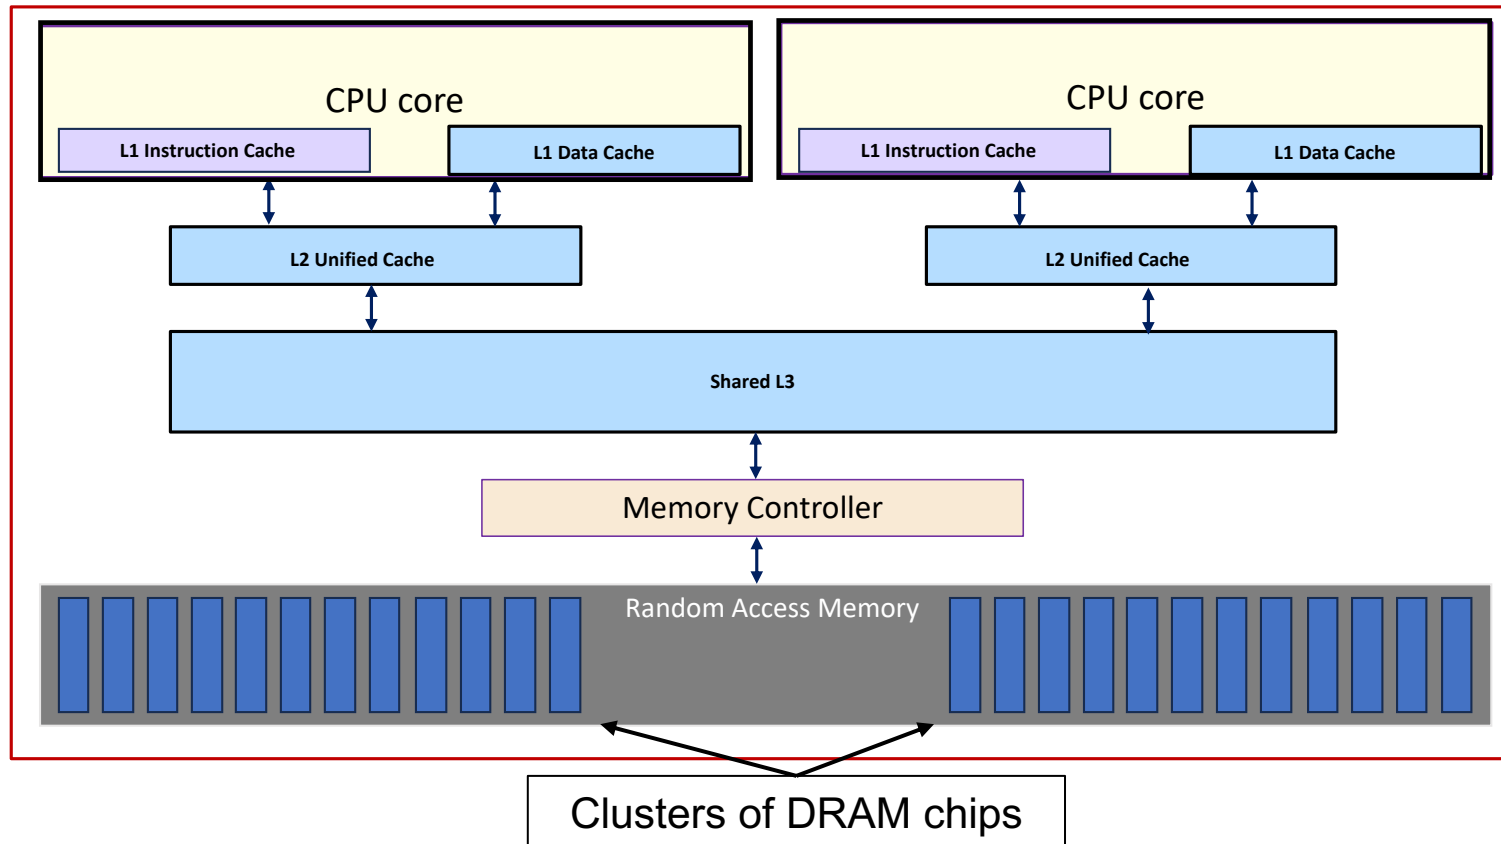 CPU core
L1 Instruction Cache
L1 Data Cache
CPU core
L1 Instruction Cache
L1 Data Cache
L2 Unified Cache
L2 Unified Cache
Shared L3
Memory Controller
Random Access Memory
Clusters of DRAM chips